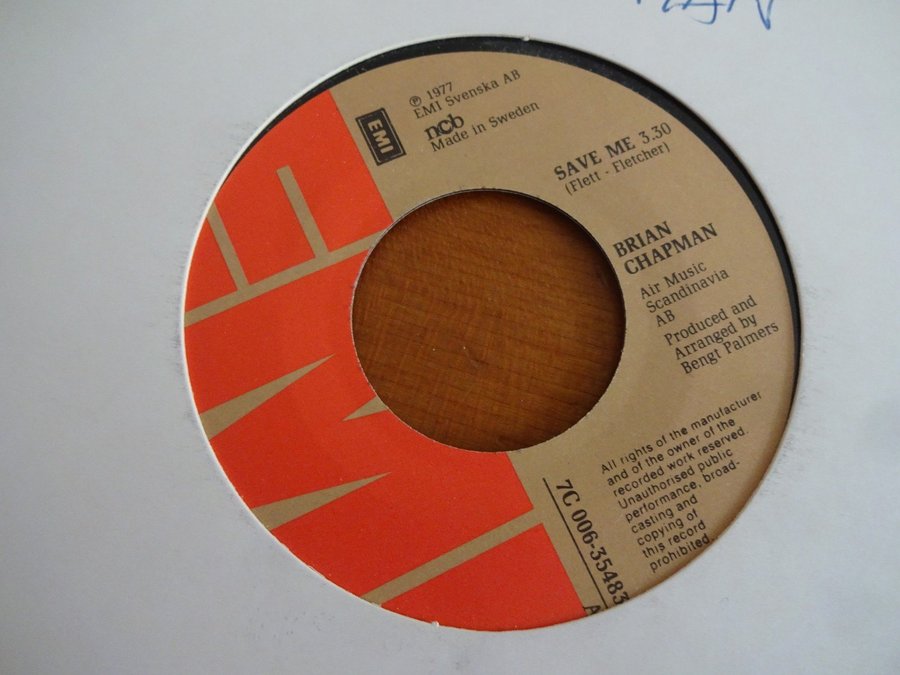 EMI
℗ 1977
EMI Svenska AB
ncb
Made in Sweden
SAVE ME 3.30
(Flett - Fletcher)
BRIAN
CHAPMAN
Air Music
Scandinavia
AB
Produced and
Arranged by
Bengt Palmers
All rights of the manufacturer
and of the owner of the
recorded work reserved.
Unauthorised public
performance, broad-
casting and
copying of
this record
prohibited.
7C 006-35483
A
EMI